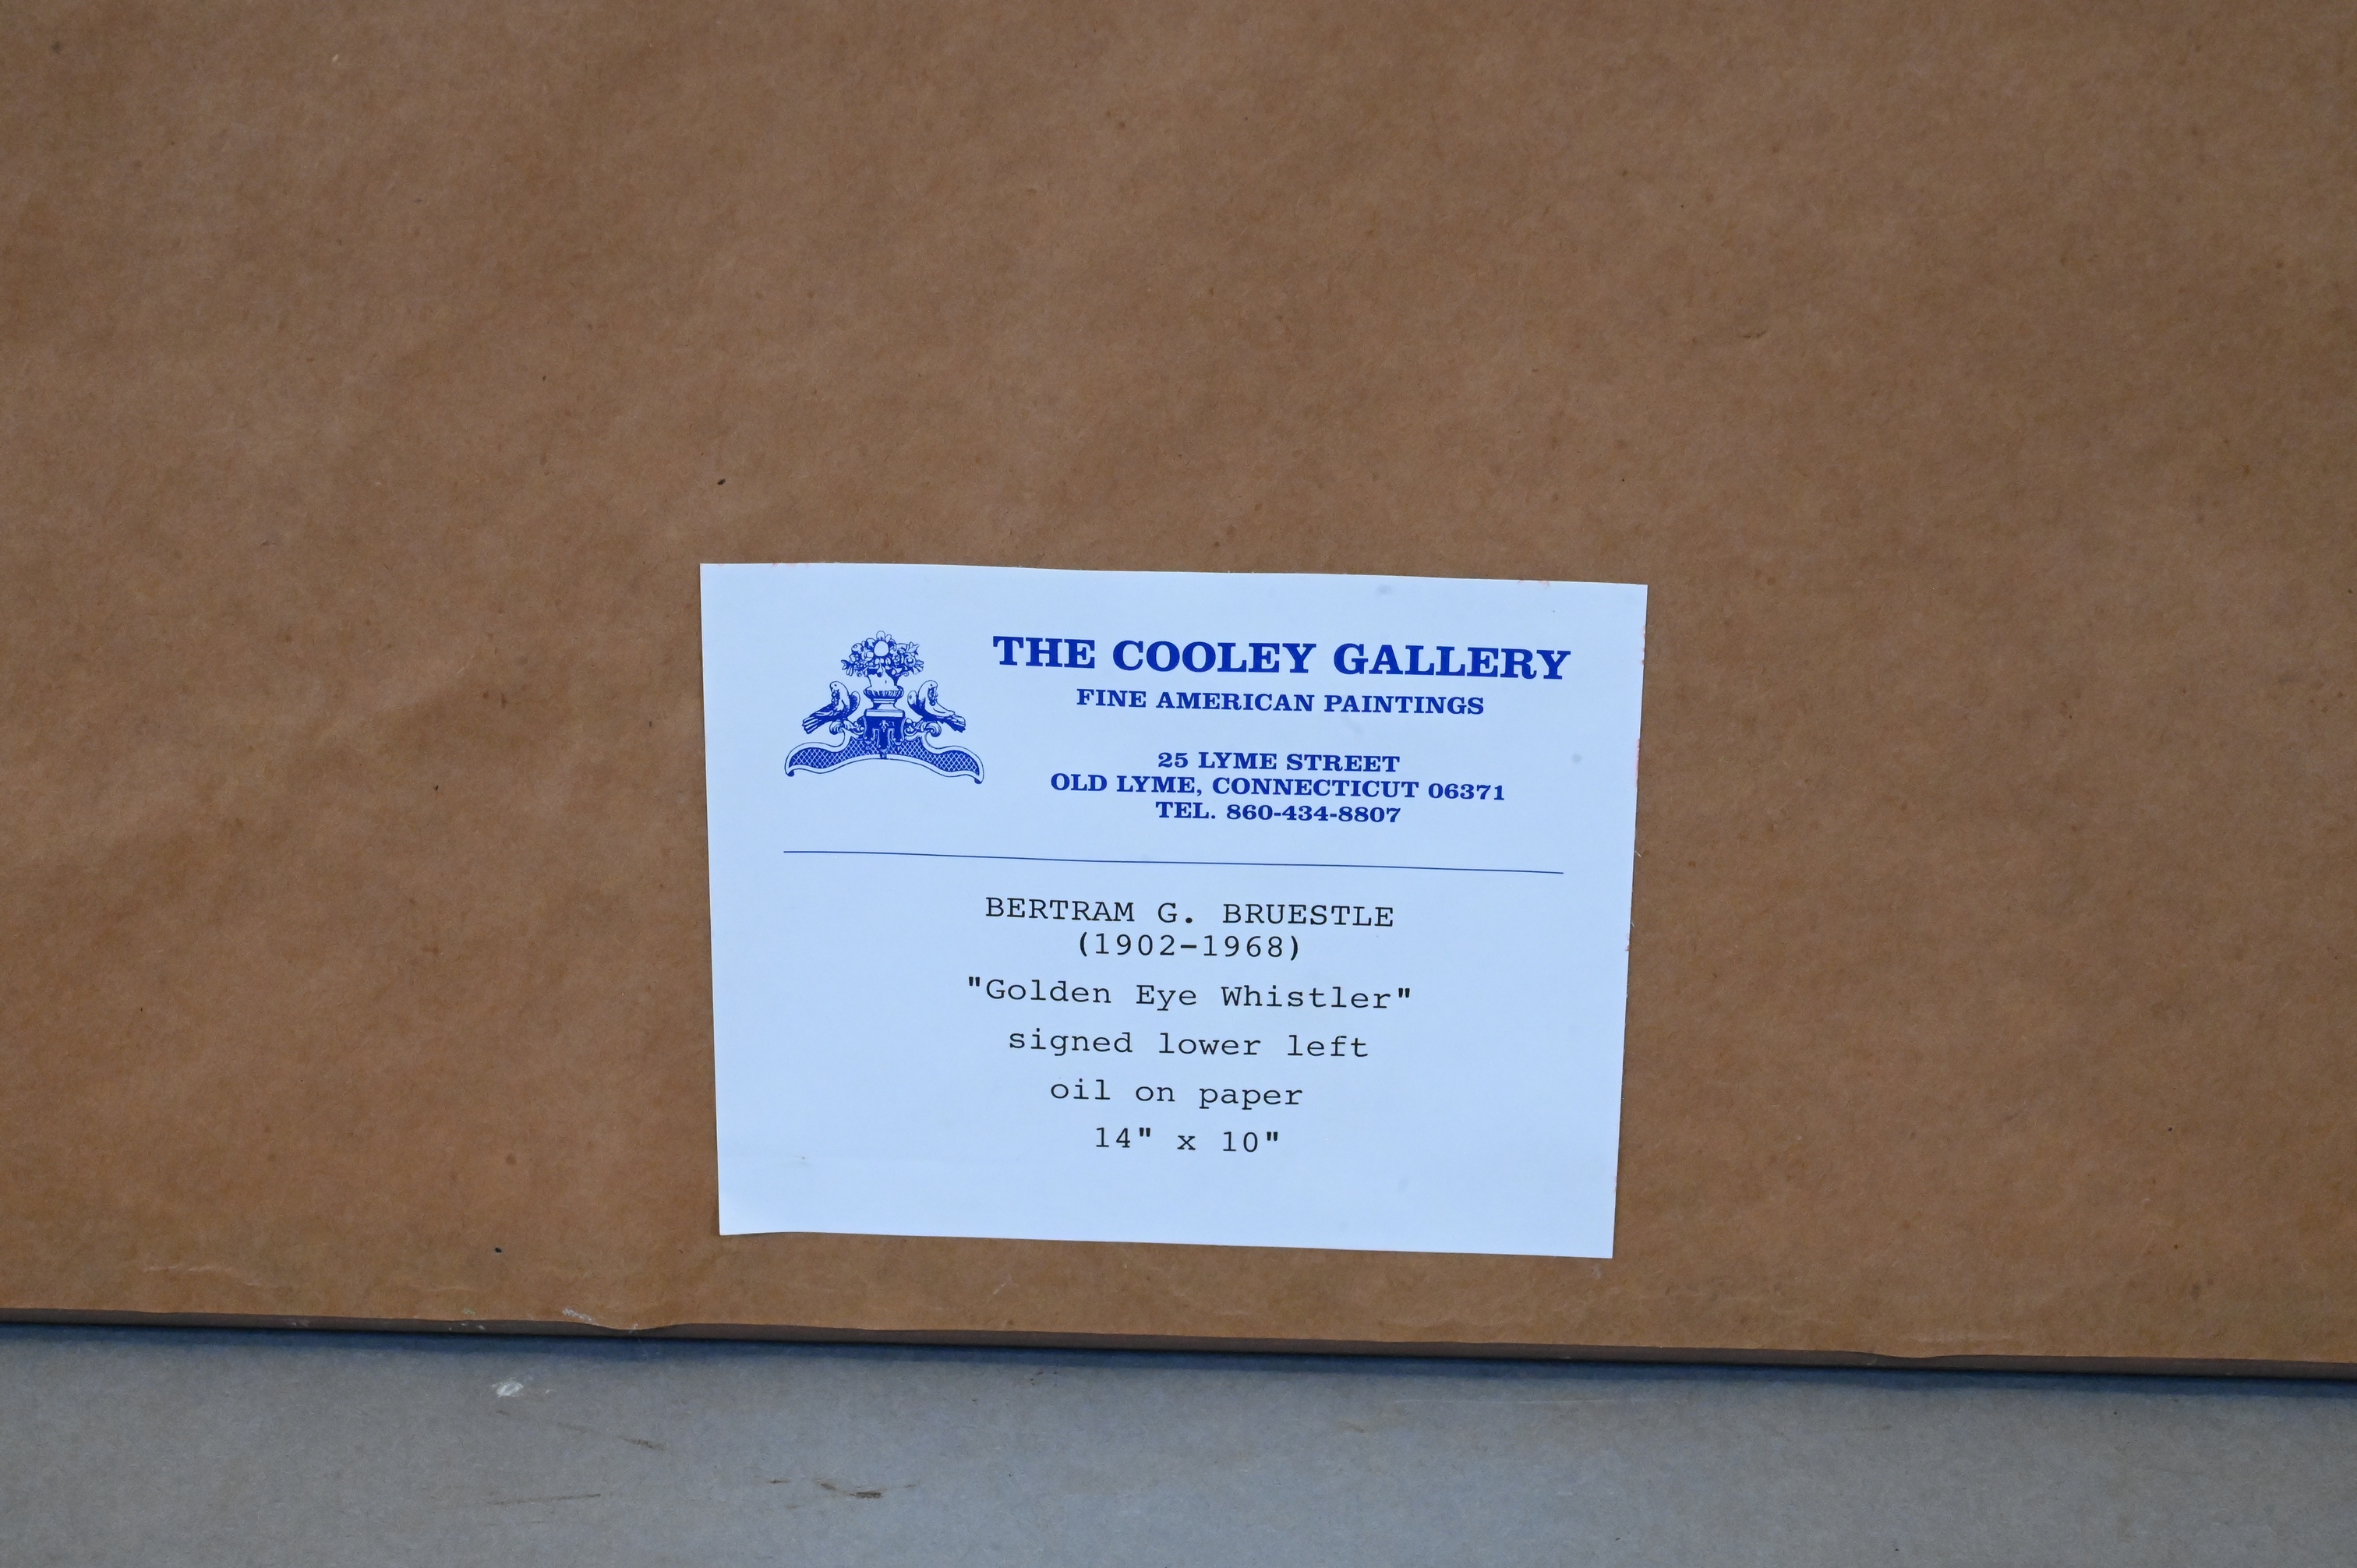 THE COOLEY GALLERY
FINE AMERICAN PAINTINGS
25 LYME STREET
OLD LYME, CONNECTICUT 06371
TEL. 860-434-8807
BERTRAM G. BRUESTLE
(1902-1968)
"Golden Eye Whistler"
signed lower left
oil on paper
14" x 10"